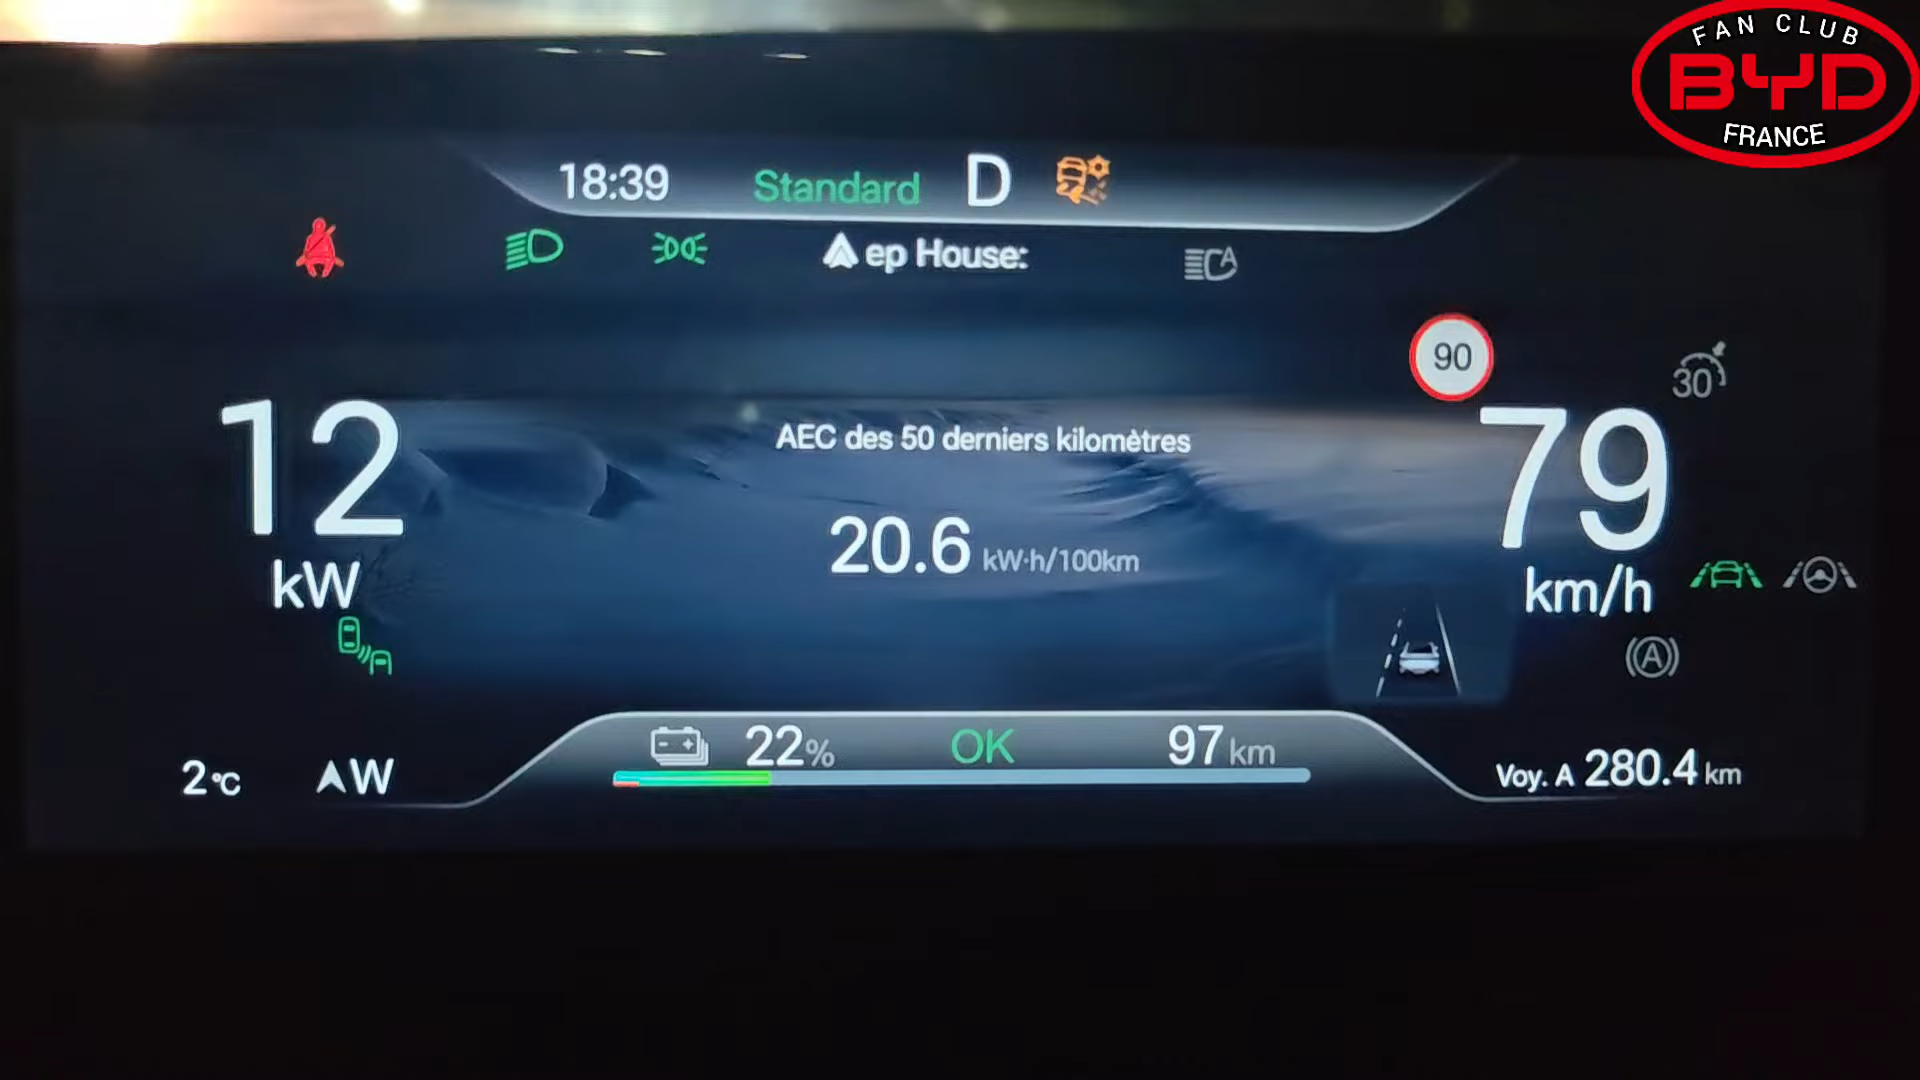 FAN CLUB
BYD
FRANCE
18:39 Standard D
ep House:
A
90
30
12
kW
AEC des 50 derniers kilomètres
20.6 kW·h/100km
79
km/h
A
22% OK 97 km
2°C W
Voy. A 280.4 km